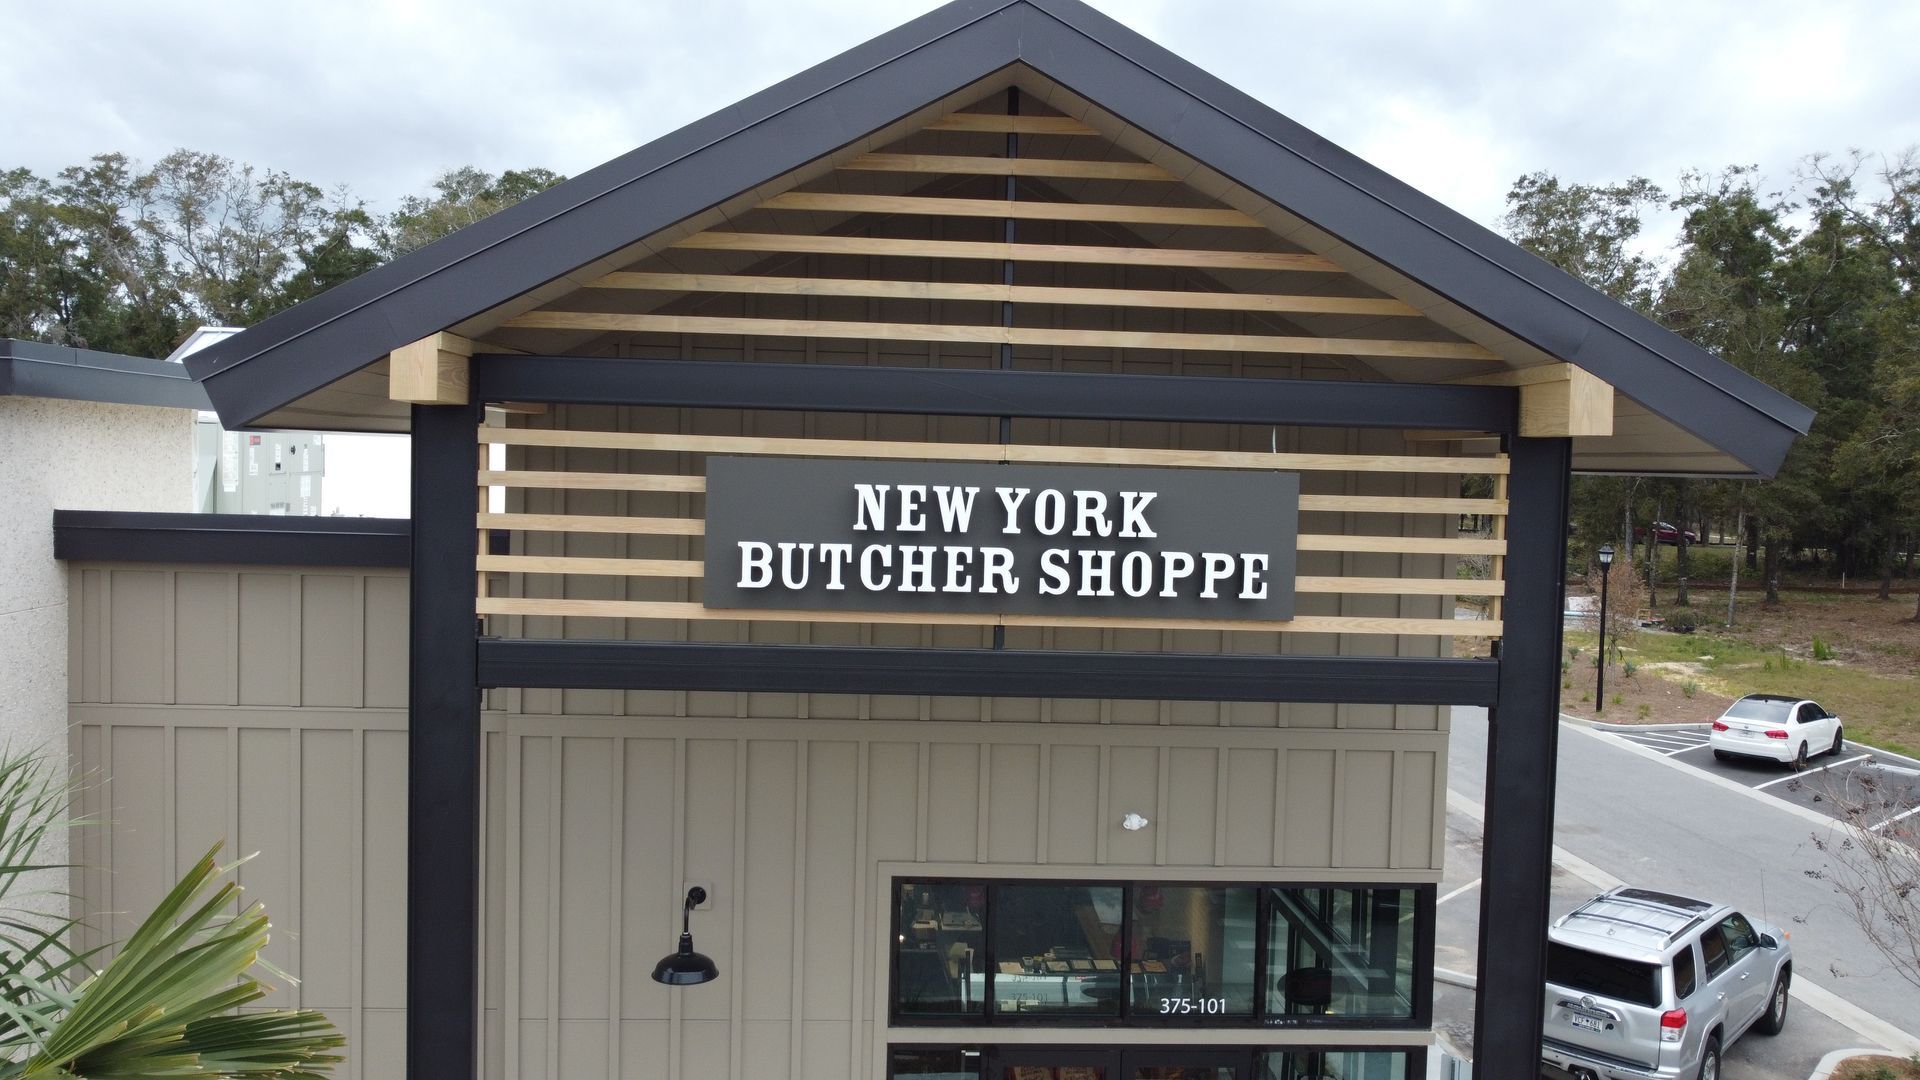 NEW YORK
BUTCHER SHOPPE
375-101